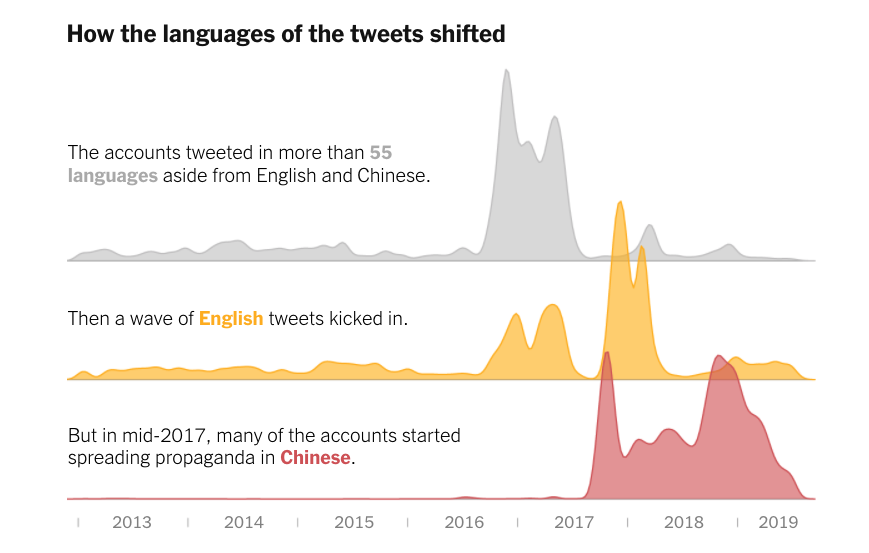 How the languages of the tweets shifted
The accounts tweeted in more than 55
languages aside from English and Chinese.
Then a wave of English tweets kicked in.
But in mid-2017, many of the accounts started
spreading propaganda in Chinese.
2013 2014 2015 2016 2017 2018 2019